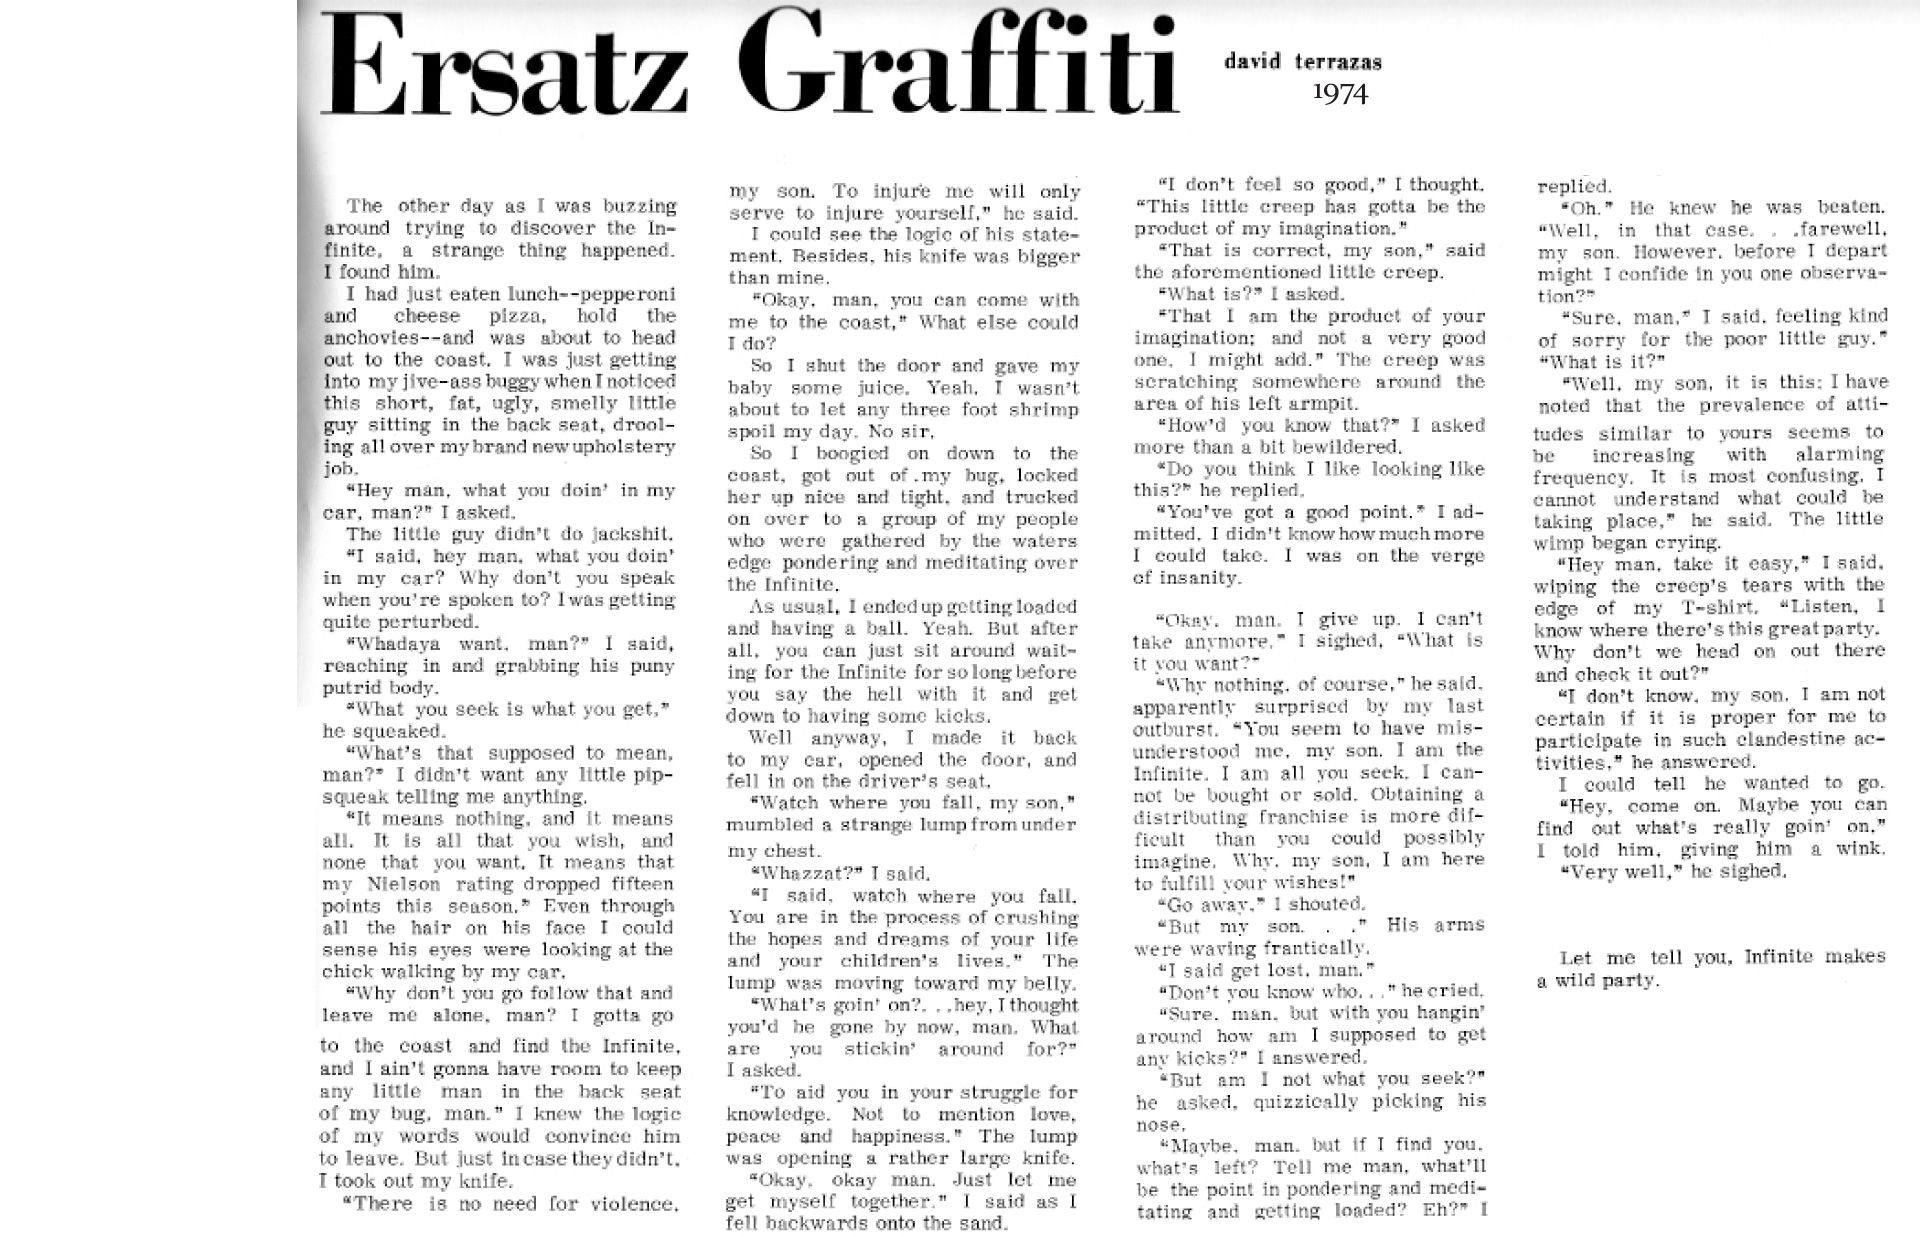 Ersatz Graffiti
david terrazas
1974
The other day as I was buzzing
around trying to discover the In-
finite, a strange thing happened.
I found him.
I had just eaten lunch--pepperoni
and cheese pizza, hold the
anchovies--and was about to head
out to the coast. I was just getting
into my jive-ass buggy when I noticed
this short, fat, ugly, smelly little
guy sitting in the back seat, drool-
ing all over my brand new upholstery
job.
"Hey man, what you doin' in my
car, man?" I asked.
The little guy didn't do jackshit.
"I said, hey man, what you doin'
in my car? Why don't you speak
when you're spoken to? I was getting
quite perturbed.
"Whadaya want, man?" I said,
reaching in and grabbing his puny
putrid body.
"What you seek is what you get,"
he squeaked.
"What's that supposed to mean,
man?" I didn't want any little pip-
squeak telling me anything.
"It means nothing, and it means
all. It is all that you wish, and
none that you want. It means that
my Nielson rating dropped fifteen
points this season." Even through
all the hair on his face I could
sense his eyes were looking at the
chick walking by my car.
"Why don't you go follow that and
leave me alone, man? I gotta go
to the coast and find the Infinite,
and I ain't gonna have room to keep
any little man in the back seat
of my bug, man." I knew the logic
of my words would convince him
to leave. But just in case they didn't,
I took out my knife.
"There is no need for violence,
my son. To injure me will only
serve to injure yourself," he said.
I could see the logic of his state-
ment. Besides, his knife was bigger
than mine.
"Okay, man, you can come with
me to the coast," What else could
I do?
So I shut the door and gave my
baby some juice. Yeah, I wasn't
about to let any three foot shrimp
spoil my day. No sir.
So I boogied on down to the
coast, got out of .my bug, locked
her up nice and tight, and trucked
on over to a group of my people
who were gathered by the waters
edge pondering and meditating over
the Infinite.
As usual, I ended up getting loaded
and having a ball. Yeah. But after
all, you can just sit around wait-
ing for the Infinite for so long before
you say the hell with it and get
down to having some kicks.
Well anyway, I made it back
to my car, opened the door, and
fell in on the driver's seat.
"Watch where you fall, my son,"
mumbled a strange lump from under
my chest.
"Whazzat?" I said.
"I said, watch where you fall.
You are in the process of crushing
the hopes and dreams of your life
and your children's lives." The
lump was moving toward my belly.
"What's goin' on?. . .hey, I thought
you'd be gone by now, man. What
are you stickin' around for?"
I asked.
"To aid you in your struggle for
knowledge. Not to mention love,
peace and happiness." The lump
was opening a rather large knife.
"Okay, okay man. Just let me
get myself together." I said as I
fell backwards onto the sand.
"I don't feel so good," I thought.
"This little creep has gotta be the
product of my imagination."
"That is correct, my son," said
the aforementioned little creep.
"What is?" I asked.
"That I am the product of your
imagination; and not a very good
one, I might add." The creep was
scratching somewhere around the
area of his left armpit.
"How'd you know that?" I asked
more than a bit bewildered.
"Do you think I like looking like
this?" he replied.
"You've got a good point." I ad-
mitted. I didn't know how much more
I could take. I was on the verge
of insanity.
"Okay, man, I give up. I can't
take anymore." I sighed, "What is
it you want?"
"Why nothing, of course," he said,
apparently surprised by my last
outburst. "You seem to have mis-
understood me, my son. I am the
Infinite. I am all you seek. I can-
not be bought or sold. Obtaining a
distributing franchise is more dif-
ficult than you could possibly
imagine. Why, my son, I am here
to fulfill your wishes!"
"Go away," I shouted.
"But my son. . ." His arms
were waving frantically.
"I said get lost, man."
"Don't you know who. . ." he cried.
"Sure, man, but with you hangin'
around how am I supposed to get
any kicks?" I answered.
"But am I not what you seek?"
he asked, quizzically picking his
nose.
"Maybe, man, but if I find you,
what's left? Tell me man, what'll
be the point in pondering and medi-
tating and getting loaded? Eh?" I
replied.
"Oh." He knew he was beaten.
"Well, in that case. . .farewell,
my son. However, before I depart
might I confide in you one observa-
tion?"
"Sure, man," I said, feeling kind
of sorry for the poor little guy."
"What is it?"
"Well, my son, it is this: I have
noted that the prevalence of atti-
tudes similar to yours seems to
be increasing with alarming
frequency. It is most confusing. I
cannot understand what could be
taking place," he said. The little
wimp began crying.
"Hey man, take it easy," I said,
wiping the creep's tears with the
edge of my T-shirt. "Listen, I
know where there's this great party.
Why don't we head on out there
and check it out?"
"I don't know, my son. I am not
certain if it is proper for me to
participate in such clandestine ac-
tivities," he answered.
I could tell he wanted to go.
"Hey, come on. Maybe you can
find out what's really goin' on,"
I told him, giving him a wink.
"Very well," he sighed.
Let me tell you, Infinite makes
a wild party.